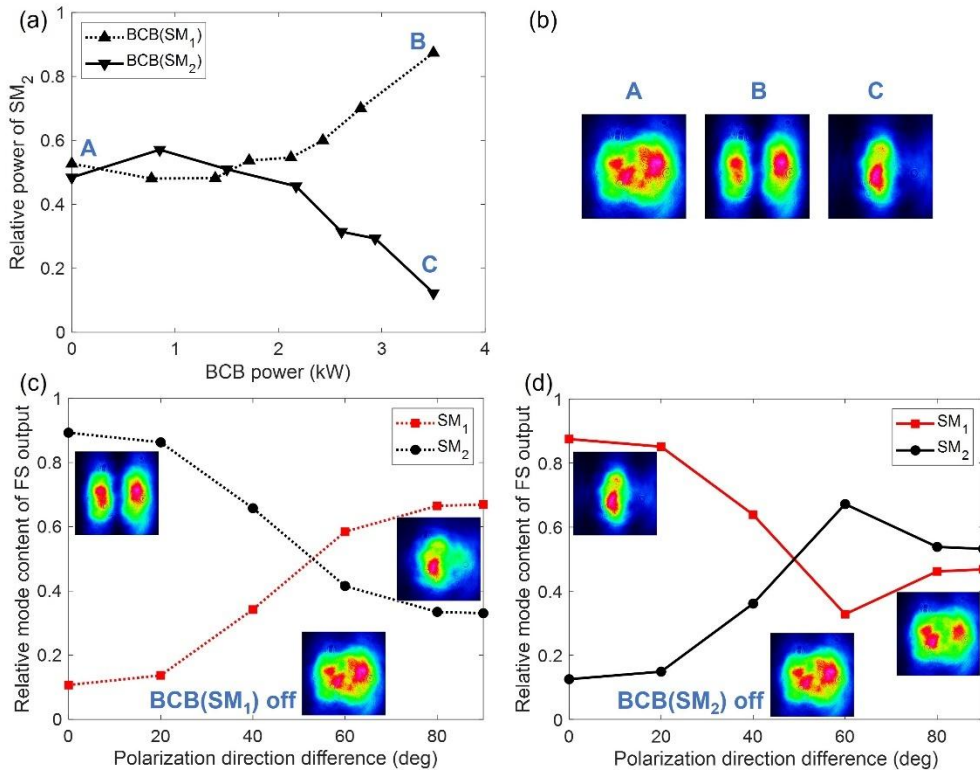 (a)
BCB(SM1)
BCB(SM2)
A
B
C
Relative power of SM2
1
0.8
0.6
0.4
0.2
0
0 1 2 3 4
BCB power (kW)
(b)
A B C
(c)
SM1
SM2
Relative mode content of FS output
1
0.8
0.6
0.4
0.2
0
0 20 40 60 80
BCB(SM1) off
Polarization direction difference (deg)
(d)
SM1
SM2
Relative mode content of FS output
1
0.8
0.6
0.4
0.2
0
0 20 40 60 80
BCB(SM2) off
Polarization direction difference (deg)